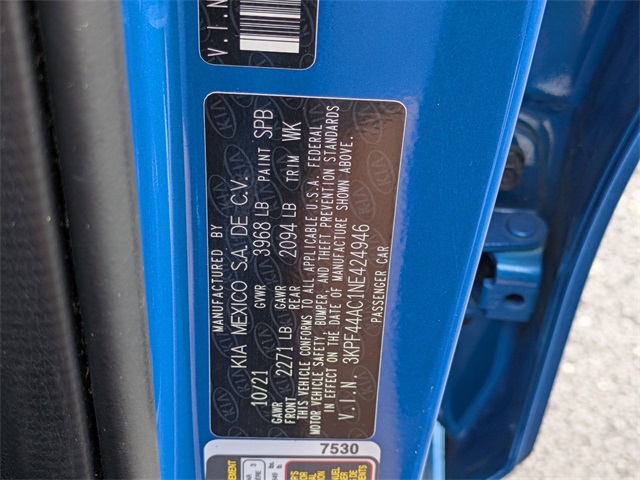 V.I.N
MANUFACTURED BY
KIA MEXICO S.A. DE C.V.
10/21 GVWR 3968 LB PAINT SPB
GAWR FRONT 2271 LB GAWR REAR 2094 LB TRIM WK
THIS VEHICLE CONFORMS TO ALL APPLICABLE U.S.A. FEDERAL
MOTOR VEHICLE SAFETY, BUMPER, AND THEFT PREVENTION STANDARDS
IN EFFECT ON THE DATE OF MANUFACTURE SHOWN ABOVE.
V.I.N. 3KPF44AC1NE424946
PASSENGER CAR
7530